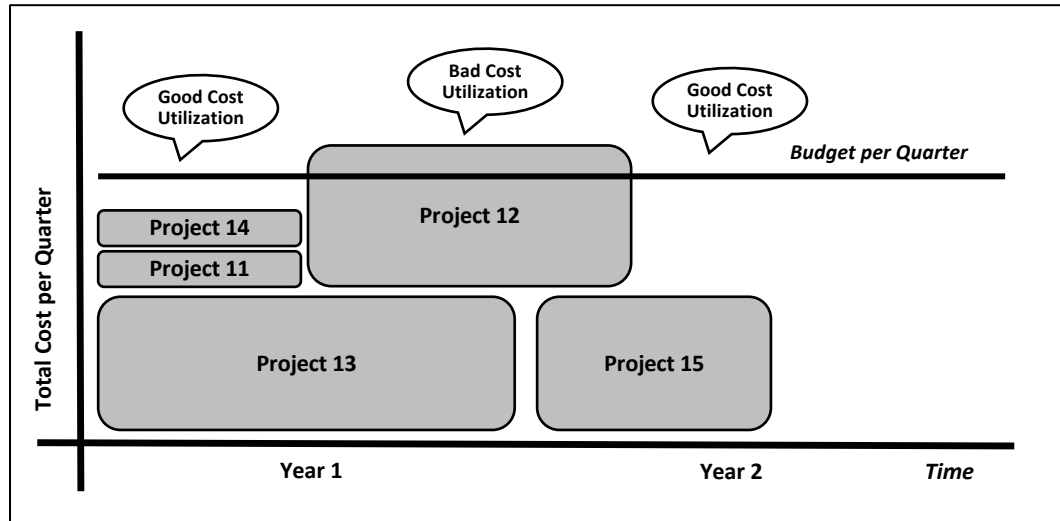 Good Cost
Utilization
Bad Cost
Utilization
Good Cost
Utilization
Budget per Quarter
Total Cost per Quarter
Project 14
Project 11
Project 12
Project 13
Project 15
Year 1
Year 2
Time